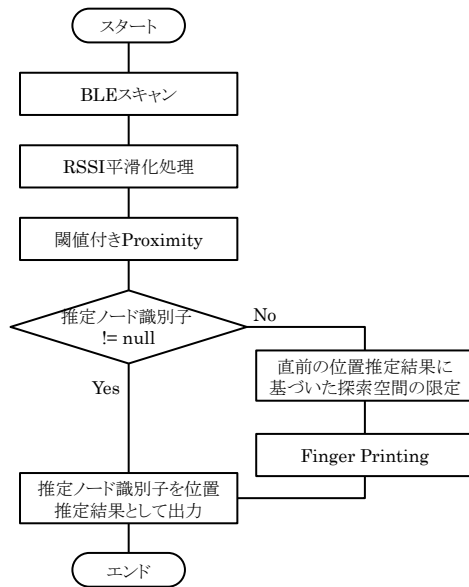 スタート
BLEスキャン
RSSI平滑化処理
閾値付きProximity
推定ノード識別子
!= null
No
Yes
直前の位置推定結果に
基づいた探索空間の限定
Finger Printing
推定ノード識別子を位置
推定結果として出力
エンド